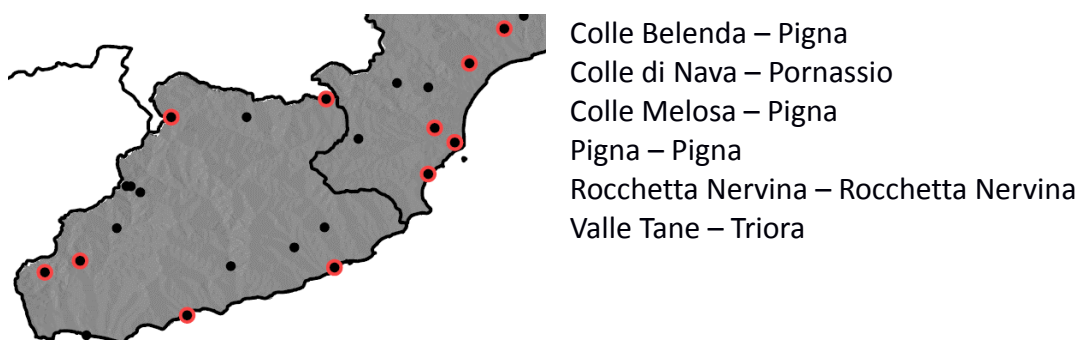 Colle Belenda – Pigna
Colle di Nava – Pornassio
Colle Melosa – Pigna
Pigna – Pigna
Rocchetta Nervina – Rocchetta Nervina
Valle Tane – Triora